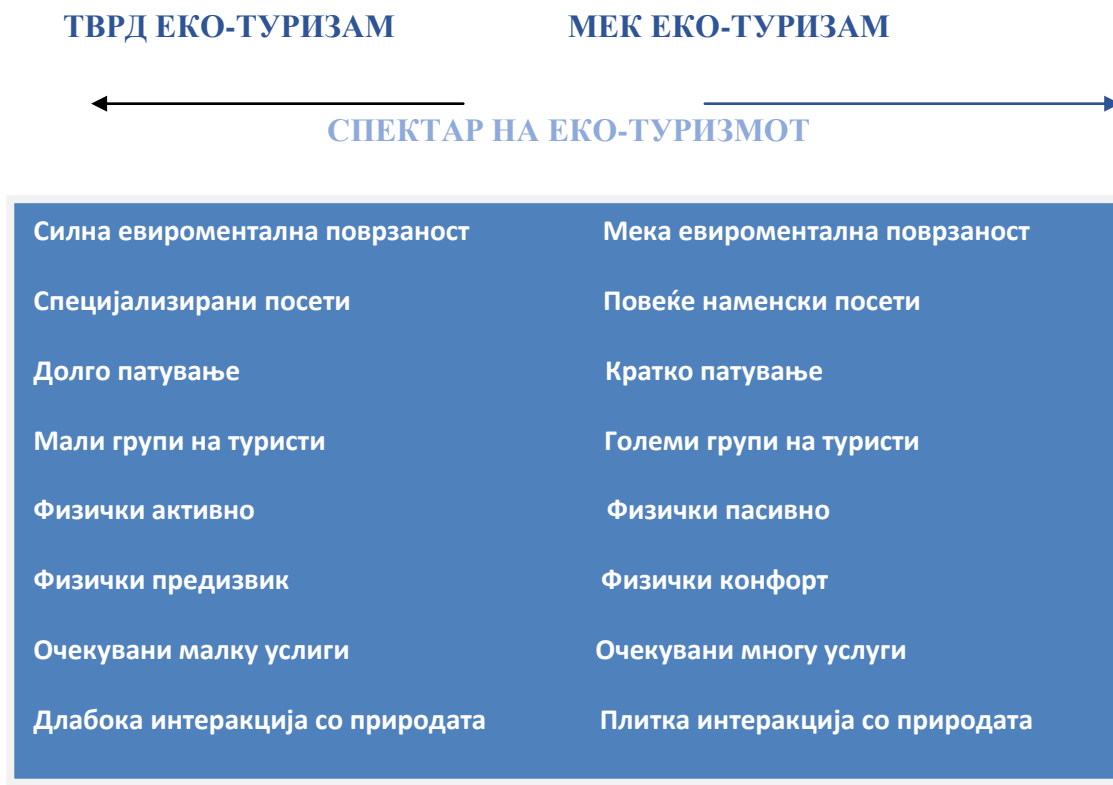 ТВРД ЕКО-ТУРИЗАМ МЕК ЕКО-ТУРИЗАМ
СПЕКТАР НА ЕКО-ТУРИЗМОТ
Силна евироментална поврзаност Мека евироментална поврзаност
Специјализирани посети Повеќе наменски посети
Долго патување Кратко патување
Мали групи на туристи Големи групи на туристи
Физички активно Физички пасивно
Физички предизвик Физички конфорт
Очекувани малку услиги Очекувани многу услуги
Длабока интеракција со природата Плитка интеракција со природата